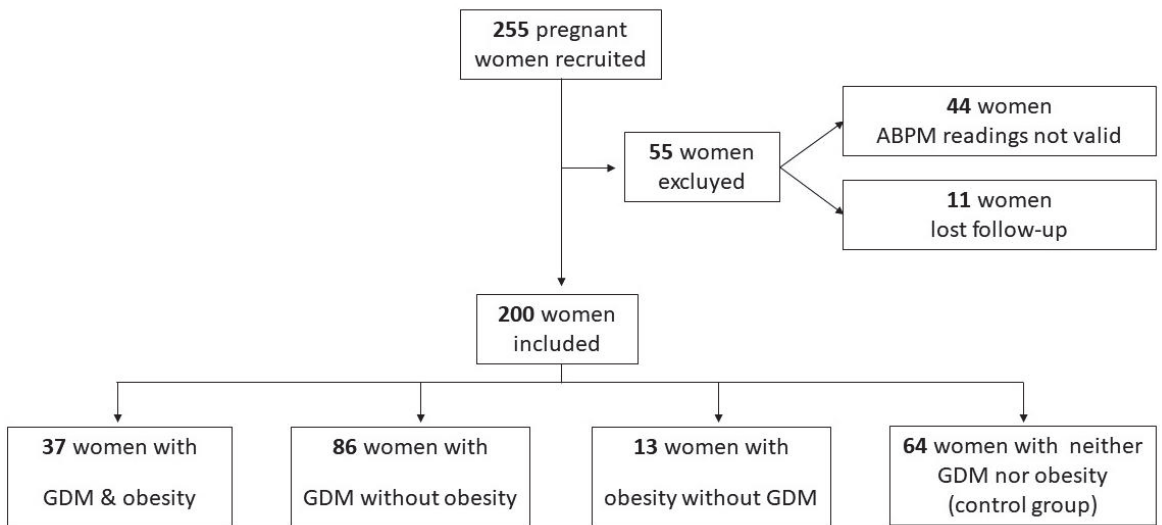 255 pregnant
women recruited
44 women
ABPM readings not valid
55 women
excluyed
11 women
lost follow-up
200 women
included
37 women with
GDM & obesity
86 women with
GDM without obesity
13 women with
obesity without GDM
64 women with neither
GDM nor obesity
(control group)